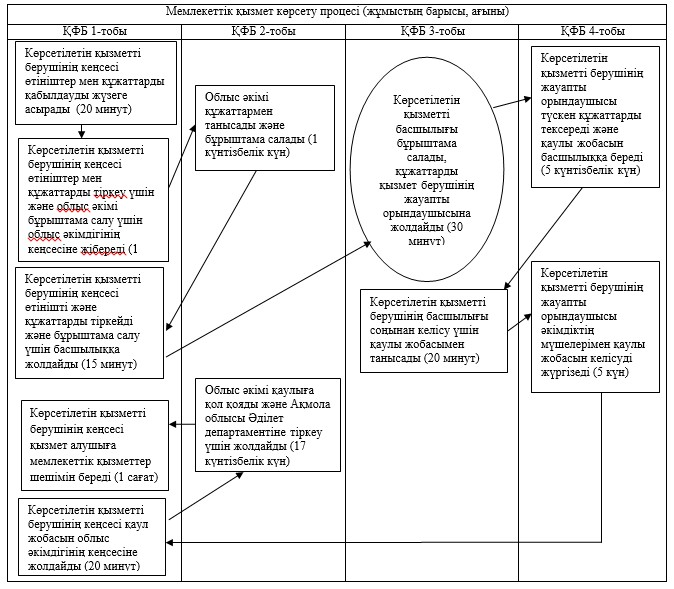 Мемлекеттік қызмет көрсету процесі (жұмыстың барысы, ағыны)
ҚФБ 1-тобы
ҚФБ 2-тобы
ҚФБ 3-тобы
ҚФБ 4-тобы
Көрсетілетін қызметті
берушінің кеңсесі
өтініштер мен құжаттарды
қабылдауды жүзеге
асырады (20 минут)
Көрсетілетін қызметті
берушінің кеңсесі
өтініштер мен
құжаттарды тіркеу үшін
және облыс әкімі
бұрыштама салу үшін
облыс әкімдігінің
кеңсесіне жібереді (1
Көрсетілетін қызметті
берушінің кеңсесі
өтінішті және
құжаттарды тіркейді
және бұрыштама салу
үшін басшылыққа
жолдайды (15 минут)
Көрсетілетін қызметті
берушінің кеңсесі
қызмет алушыға
мемлекеттік қызметтер
шешімін береді (1 сағат)
Көрсетілетін қызметті
берушінің кеңсесі қаул
жобасын облыс
әкімдігінің кеңсесіне
жолдайды (20 минут)
Облыс әкімі
құжаттармен
танысады және
бұрыштама салады (1
күнтізбелік күн)
Облыс әкімі қаулыға
қол қояды және Ақмола
облысы Әділет
департаментіне тіркеу
үшін жолдайды (17
күнтізбелік күн)
Көрсетілетін
қызметті
басшылығы
бұрыштама
салады,
құжаттарды
қызмет берушінің
жауапты
орындаушысына
жолдайды (30
минут)
Көрсетілетін қызметті
берушінің басшылығы
соңынан келісу үшін
қаулы жобасымен
танысады (20 минут)
Көрсетілетін
қызметті берушінің
жауапты
орындаушысы
түскен құжаттарды
тексереді және
қаулы жобасын
басшылыққа береді
(5 күнтізбелік күн)
Көрсетілетін
қызметті берушінің
жауапты
орындаушысы
әкімдіктің
мүшелерімен қаулы
жобасын келісуді
жүргізеді (5 күн)